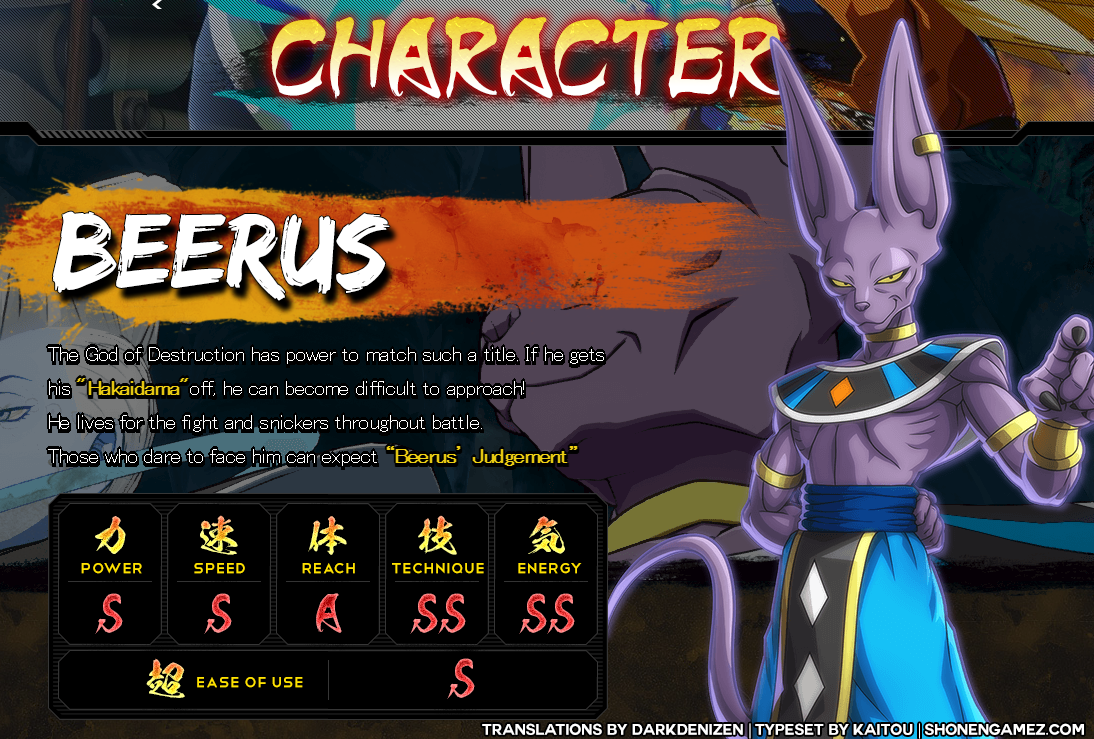 CHARACTER
BEERUS
The God of Destruction has power to match such a title. If he gets
his "Hakaidama"off, he can become difficult to approach!
He lives for the fight and snickers throughout battle.
Those who dare to face him can expect “Beerus’ Judgement”
力 速 体 技 気
POWER SPEED REACH TECHNIQUE ENERGY
S S A SS SS
超 EASE OF USE S
TRANSLATIONS BY DARKDENIZEN | TYPESET BY KAITOU | SHONENGAMEZ.COM